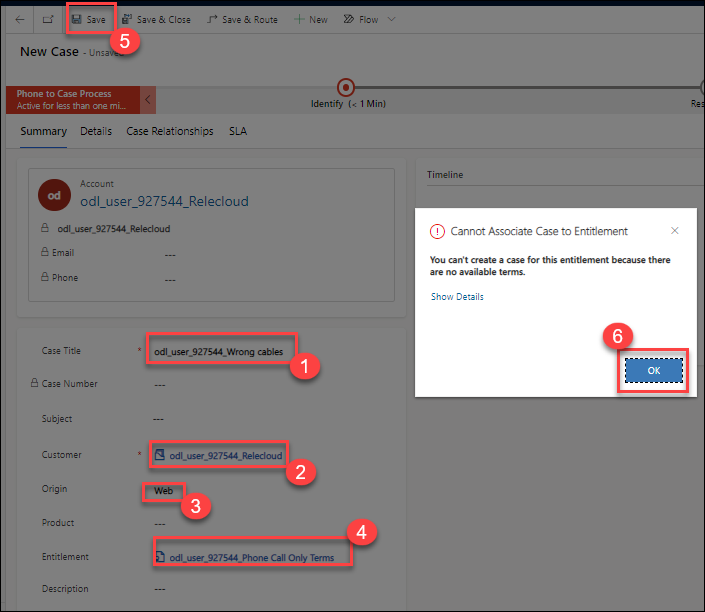 Save
Save & Close
Save & Route
New
Flow
5
New Case - Unsaved
Phone to Case Process
Active for less than one mi...
Identify (< 1 Min)
Res
Summary
Details
Case Relationships
SLA
od
Account
odl_user_927544_Relecloud
odl_user_927544_Relecloud
Email ---
Phone ---
Timeline
Cannot Associate Case to Entitlement
You can't create a case for this entitlement because there
are no available terms.
Show Details
6
OK
Case Title * odl_user_927544_Wrong cables
1
Case Number ---
Subject ---
Customer * odl_user_927544_Relecloud
2
Origin Web
3
Product ---
4
Entitlement odl_user_927544_Phone Call Only Terms
Description ---